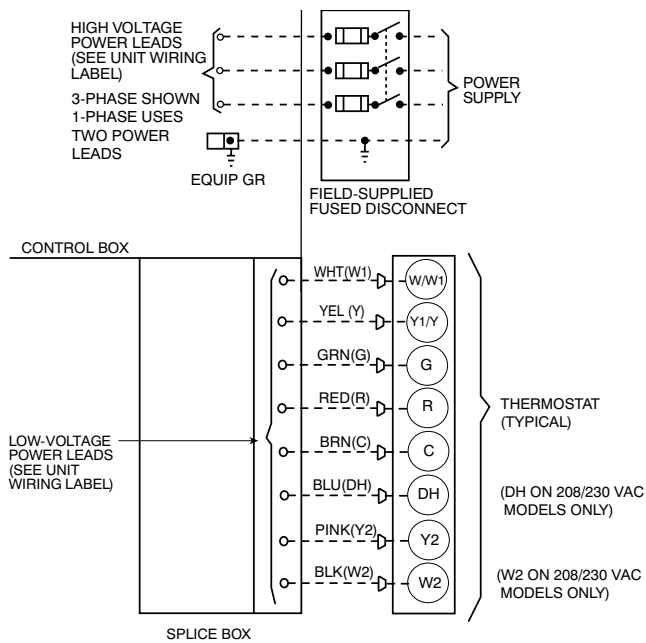 HIGH VOLTAGE
POWER LEADS
(SEE UNIT WIRING
LABEL)
3-PHASE SHOWN
1-PHASE USES
TWO POWER
LEADS
EQUIP GR
POWER
SUPPLY
FIELD-SUPPLIED
FUSED DISCONNECT
CONTROL BOX
WHT(W1)
W/W1
YEL (Y)
Y1/Y
GRN(G)
G
RED(R)
R
BRN(C)
C
BLU(DH)
DH
PINK(Y2)
Y2
BLK(W2)
W2
LOW-VOLTAGE
POWER LEADS
(SEE UNIT
WIRING LABEL)
THERMOSTAT
(TYPICAL)
(DH ON 208/230 VAC
MODELS ONLY)
(W2 ON 208/230 VAC
MODELS ONLY)
SPLICE BOX